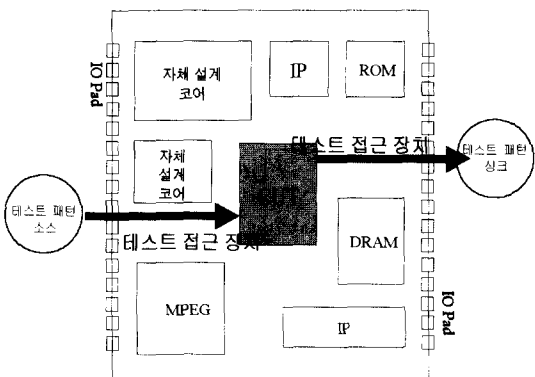 자체 설계
코어
IP
ROM
IO Pad
테스트 접근 장치
테스트 패턴
싱크
자체
설계
코어
테스트 패턴
소스
테스트 접근 장치
DRAM
MPEG
IP
IO Pad